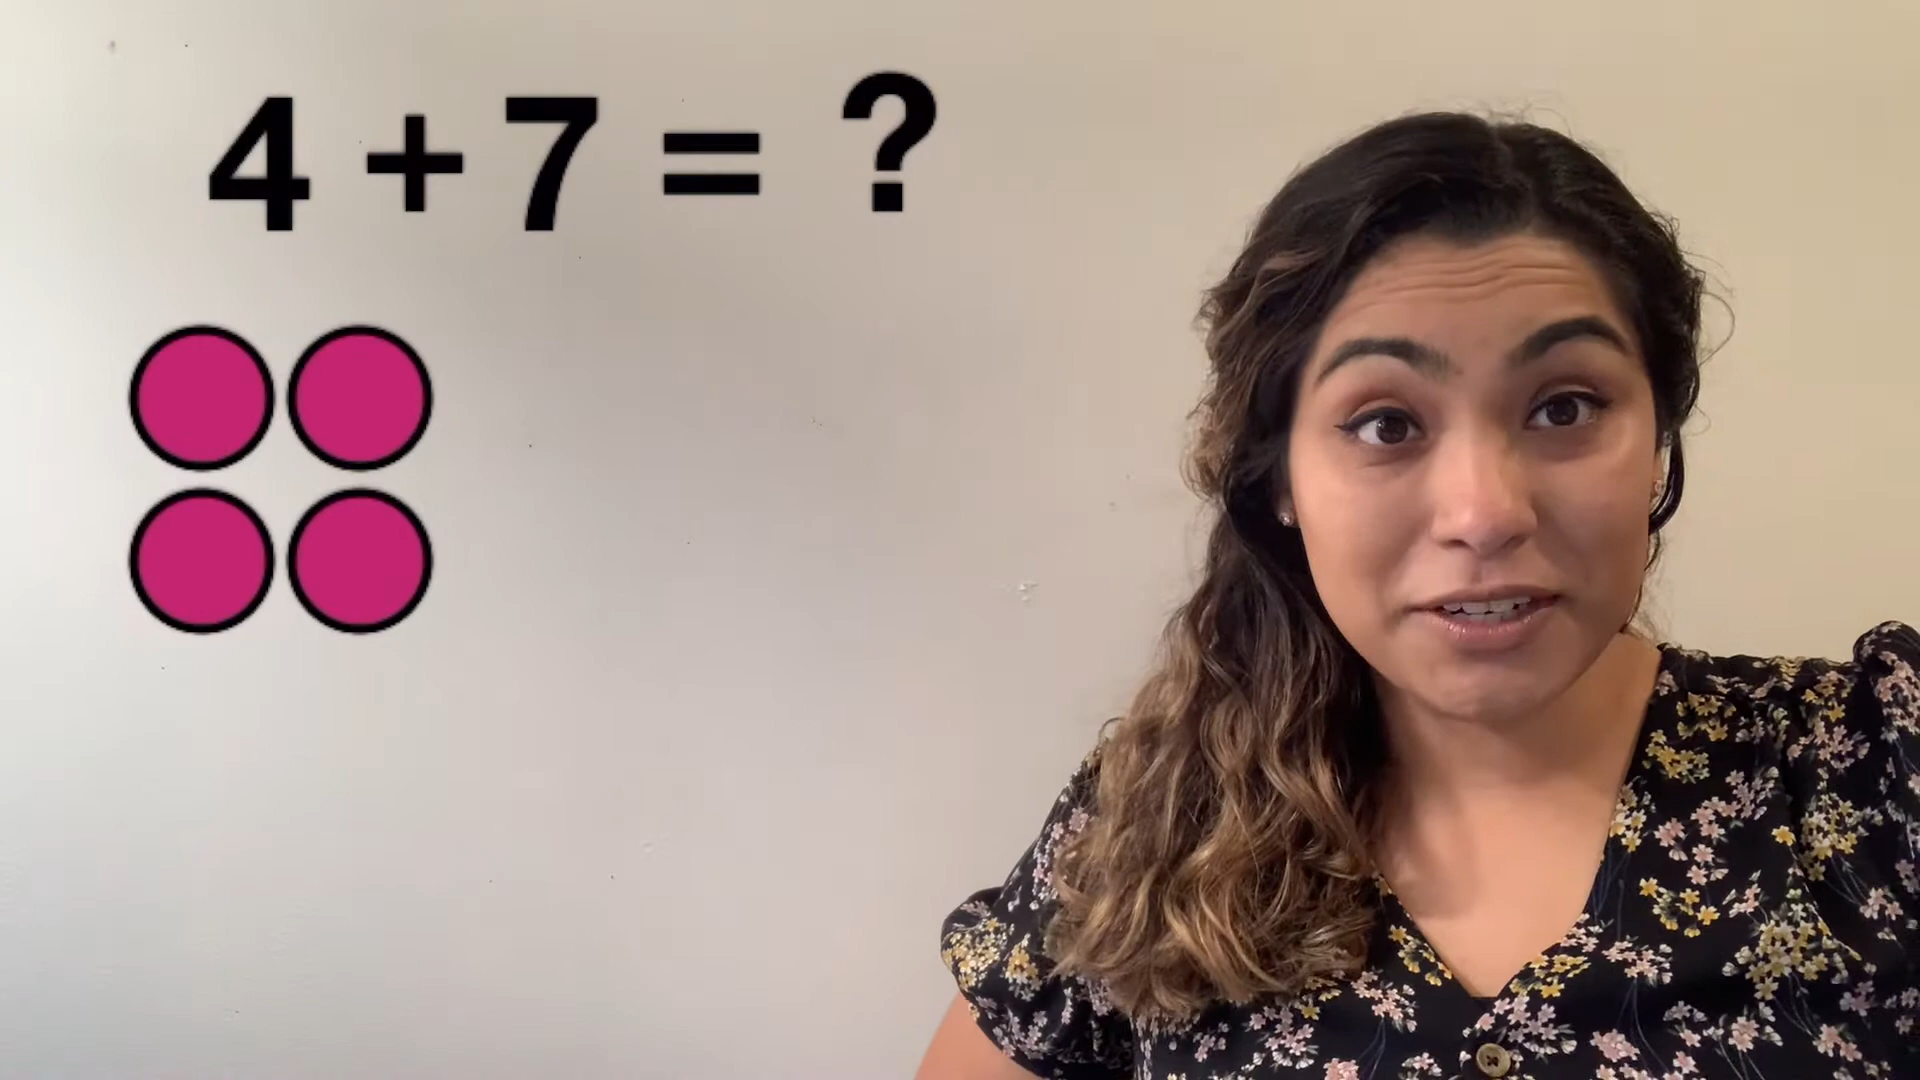 4 + 7 = ?